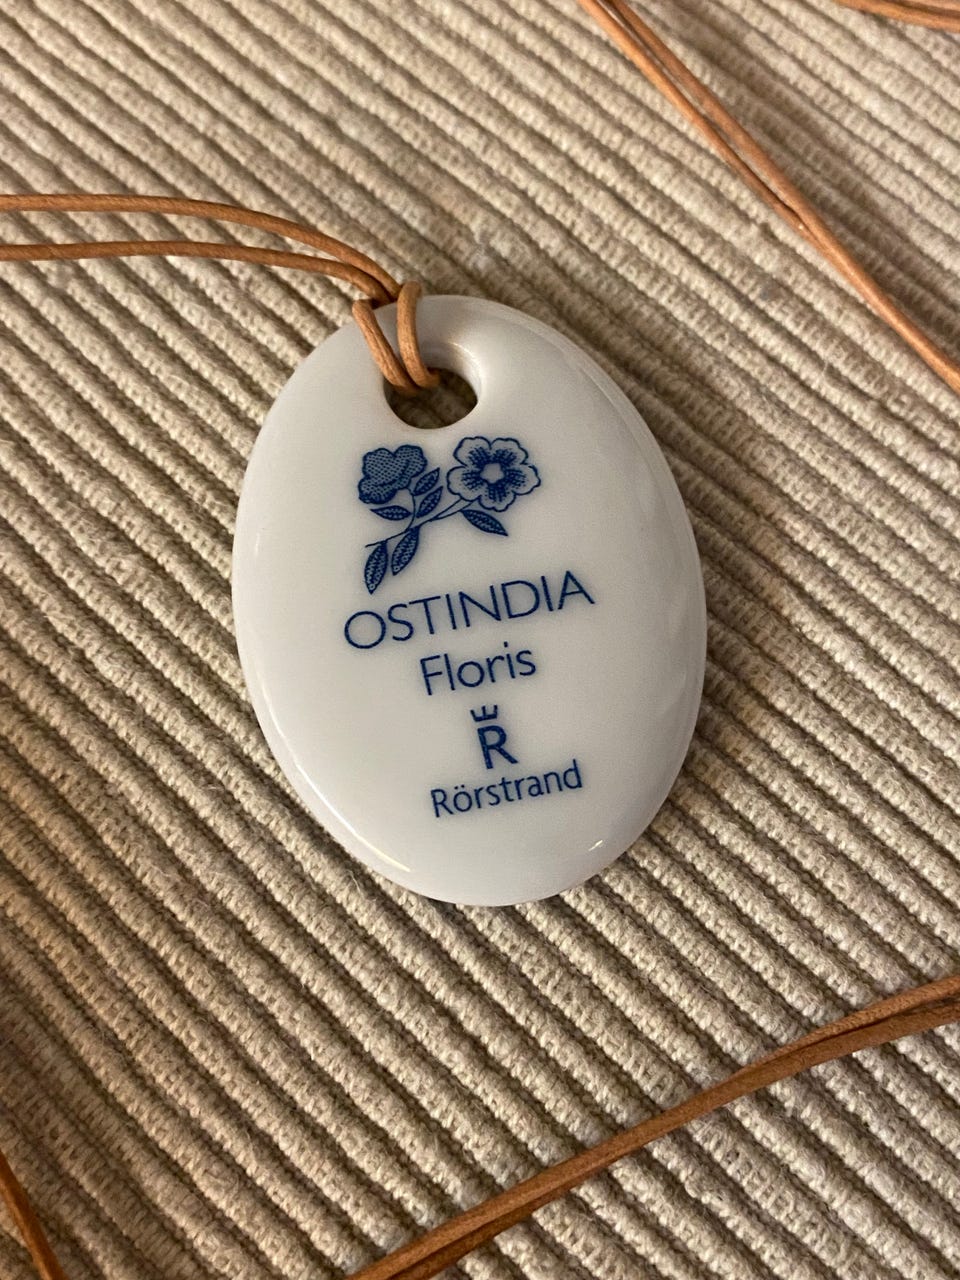 OSTINDIA
Floris
R
Rörstrand